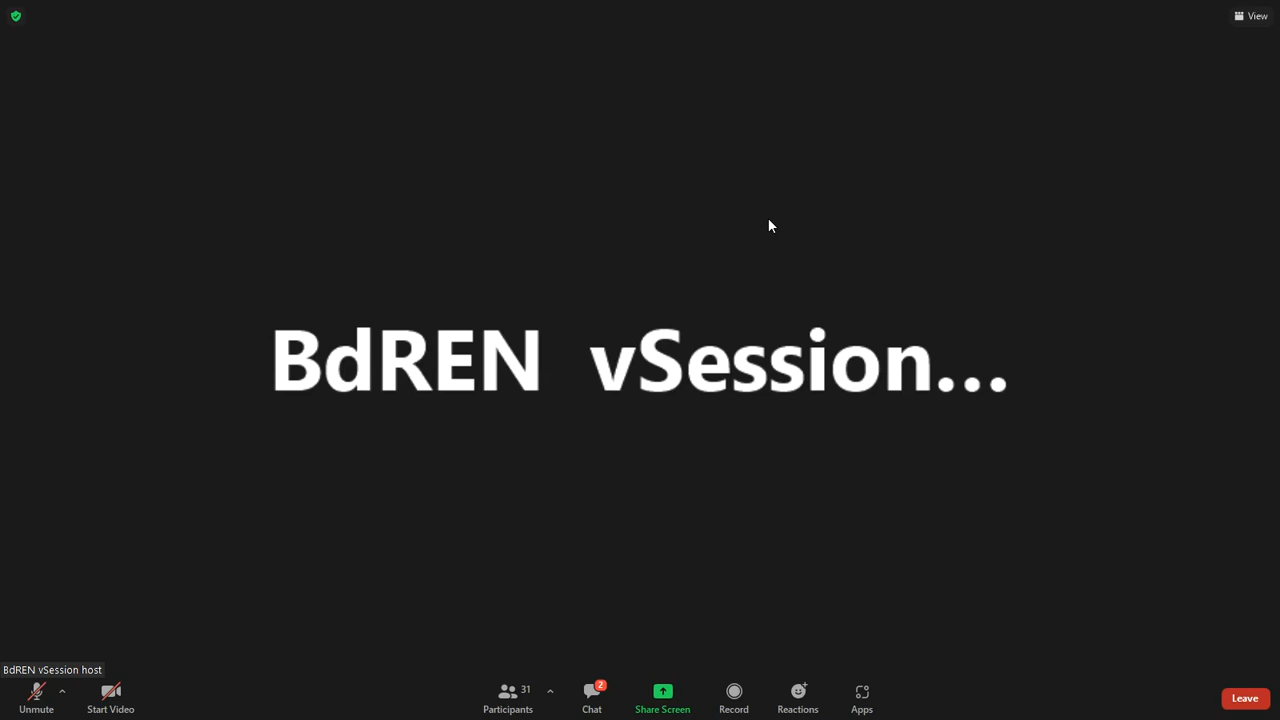 View
BdREN vSession...
BdREN vSession host
Unmute
Start Video
31
Participants
2
Chat
Share Screen
Record
Reactions
Apps
Leave